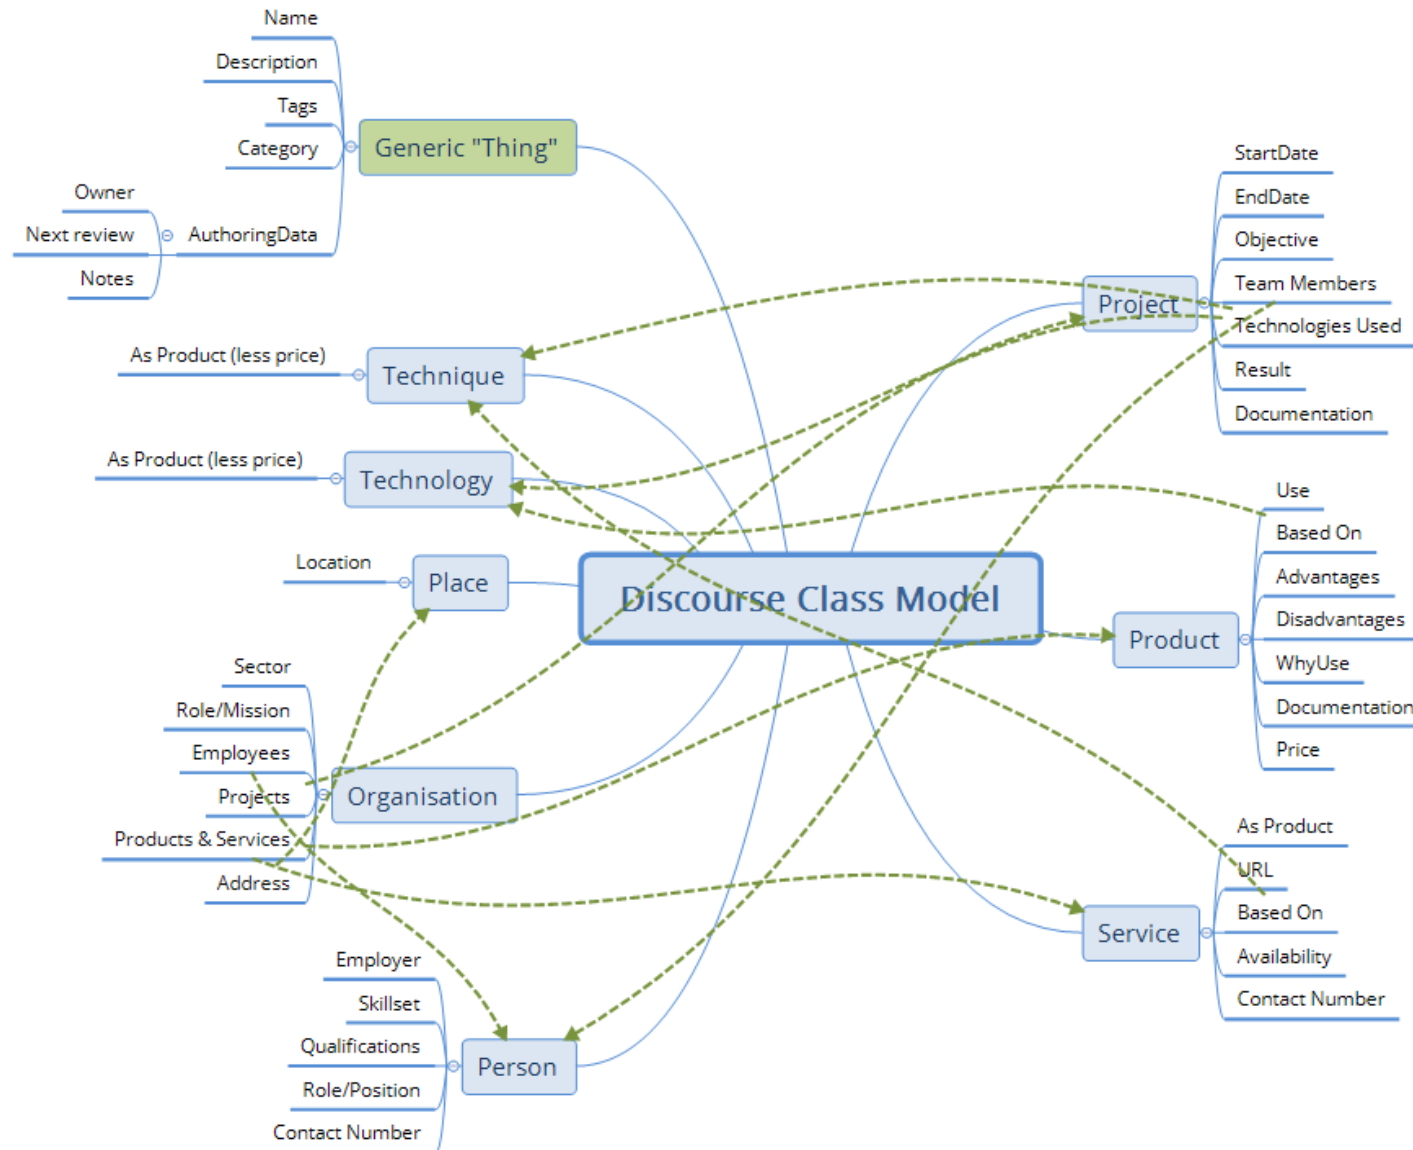 Name
Description
Tags
Category
Owner
Next review
Notes
AuthoringData
Generic "Thing"
As Product (less price)
Technique
As Product (less price)
Technology
Location
Place
Sector
Role/Mission
Employees
Projects
Products & Services
Address
Organisation
Employer
Skillset
Qualifications
Role/Position
Contact Number
Person
Discourse Class Model
Project
StartDate
EndDate
Objective
Team Members
Technologies Used
Result
Documentation
Product
Use
Based On
Advantages
Disadvantages
WhyUse
Documentation
Price
Service
As Product
URL
Based On
Availability
Contact Number